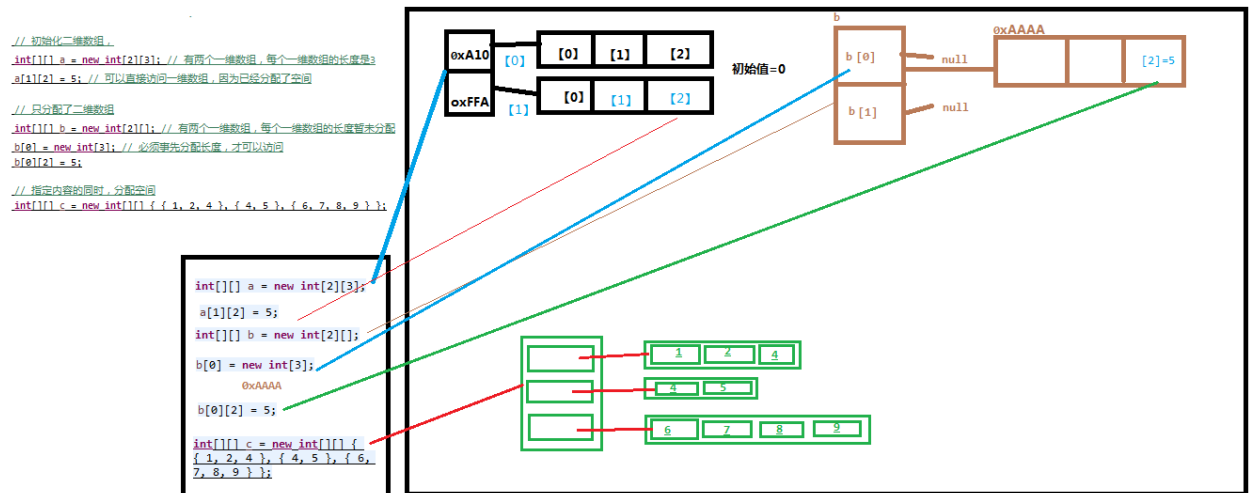 // 初始化二维数组，
int[][] a = new int[2][3]; // 有两个一维数组，每个一维数组的长度是3
a[1][2] = 5; // 可以直接访问一维数组，因为已经分配了空间
// 只分配了二维数组
int[][] b = new int[2][]; // 有两个一维数组，每个一维数组的长度暂未分配
b[0] = new int[3]; // 必须事先分配长度，才可以访问
b[0][2] = 5;
// 指定内容的同时，分配空间
int[][] c = new int[][] { { 1, 2, 4 }, { 4, 5 }, { 6, 7, 8, 9 } };
int[][] a = new int[2][3];
a[1][2] = 5;
int[][] b = new int[2][];
b[0] = new int[3];
0xAAA
b[0][2] = 5;
int[][] c = new int[][] {
{ 1, 2, 4 }, { 4, 5 }, { 6,
7, 8, 9 } };
0xA10 【0】 [0] [1] [2]
oxFFA 【1】 [0] [1] [2]
初始值=0
b
b[0] null
b[1] null
0xAAAA
[2]=5
1 2 4
4 5
6 7 8 9